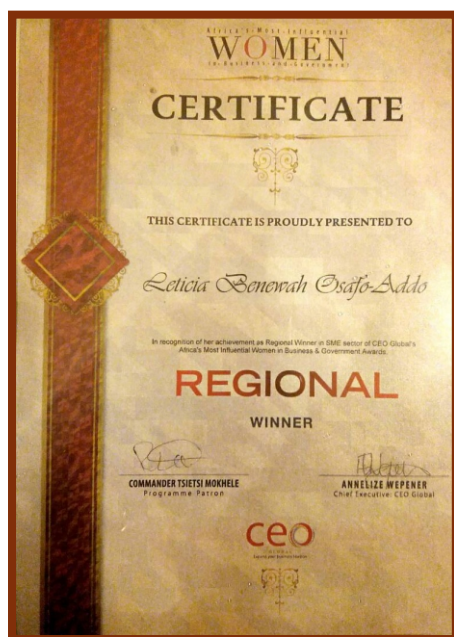 Africa's Most Influential
WOMEN
in Business and Government
CERTIFICATE
THIS CERTIFICATE IS PROUDLY PRESENTED TO
Leticia Benewah Osafo-Addo
In recognition of her achievement as Regional Winner in SME sector of CEO Global's
Africa's Most Influential Women in Business & Government Awards.
REGIONAL
WINNER
COMMANDER TSIETSI MOKHELE
Programme Patron
ANNELIZE WEPENER
Chief Executive: CEO Global
ceo
GLOBAL